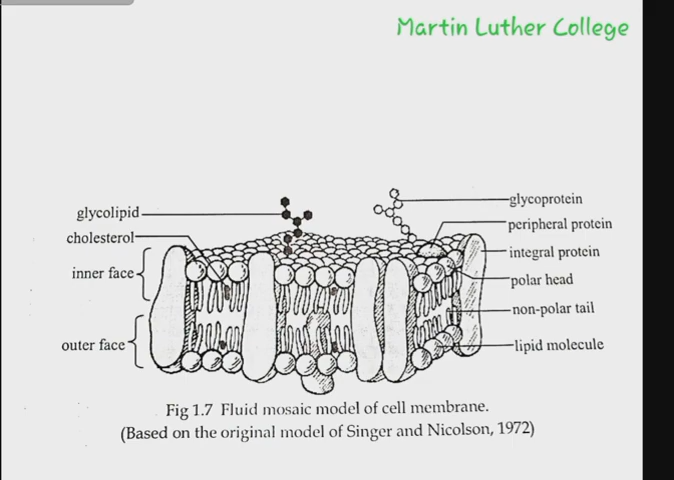 Martin Luther College
glycolipid
cholesterol
inner face
outer face
glycoprotein
peripheral protein
integral protein
polar head
non-polar tail
lipid molecule
Fig 1.7 Fluid mosaic model of cell membrane.
(Based on the original model of Singer and Nicolson, 1972)